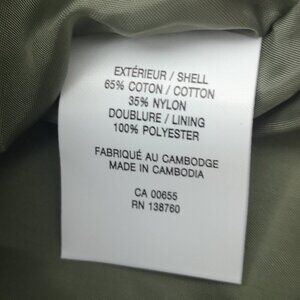 EXTÉRIEUR / SHELL
65% COTON / COTTON
35% NYLON
DOUBLURE / LINING
100% POLYESTER
FABRIQUÉ AU CAMBODGE
MADE IN CAMBODIA
CA 00655
RN 138760